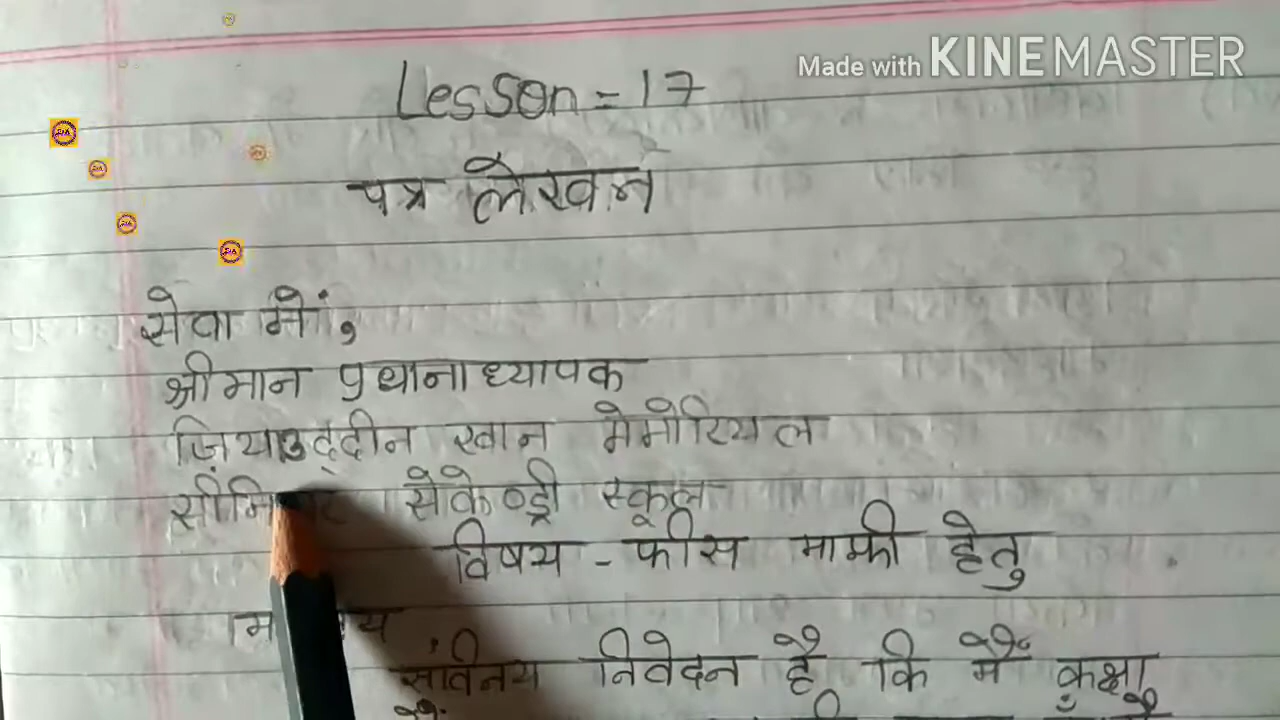 Made with KINEMASTER
Lesson = 17
पत्र लेखन
सेवा में,
श्रीमान प्रधानाध्यापक
ज़ियाउद्दीन खान मेमोरियल
सेकेण्ड्री स्कूल
विषय - फीस माफी हेतु
सविनय निवेदन है कि मैं कक्षा